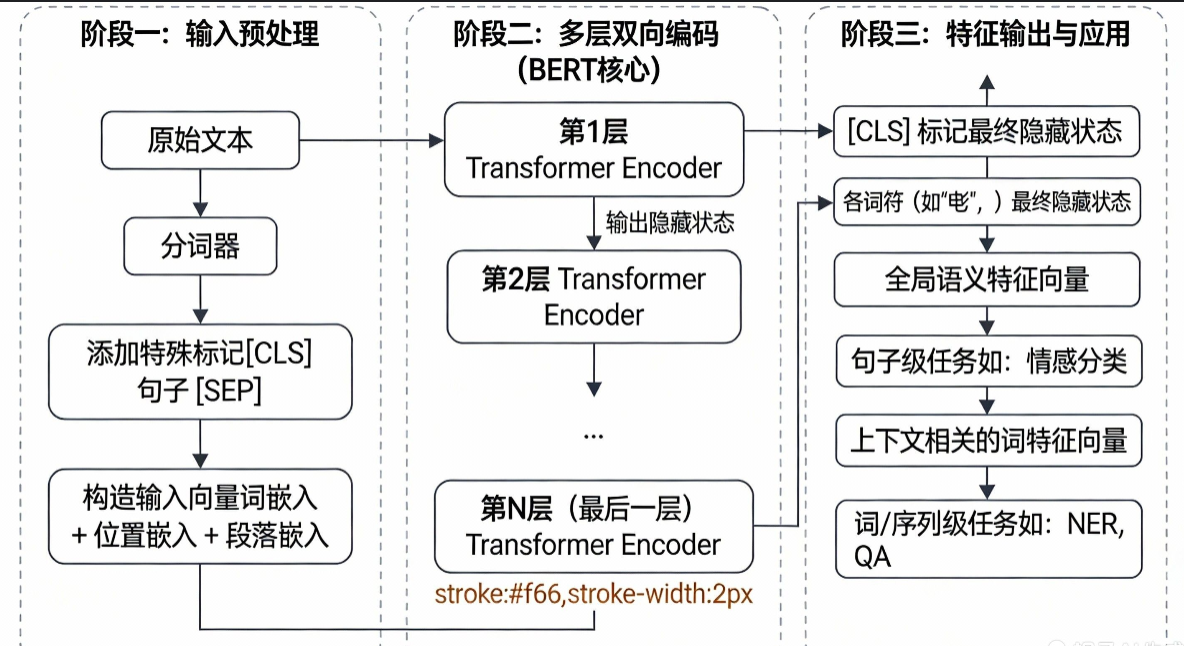 阶段一：输入预处理
原始文本
分词器
添加特殊标记[CLS]
句子 [SEP]
构造输入向量词嵌入
+ 位置嵌入 + 段落嵌入
阶段二：多层双向编码
（BERT核心）
第1层
Transformer Encoder
输出隐藏状态
第2层 Transformer
Encoder
...
第N层（最后一层）
Transformer Encoder
stroke:#f66,stroke-width:2px
阶段三：特征输出与应用
[CLS] 标记最终隐藏状态
各词符（如“ ”，）最终隐藏状态
全局语义特征向量
句子级任务如：情感分类
上下文相关的词特征向量
词/序列级任务如：NER,
QA